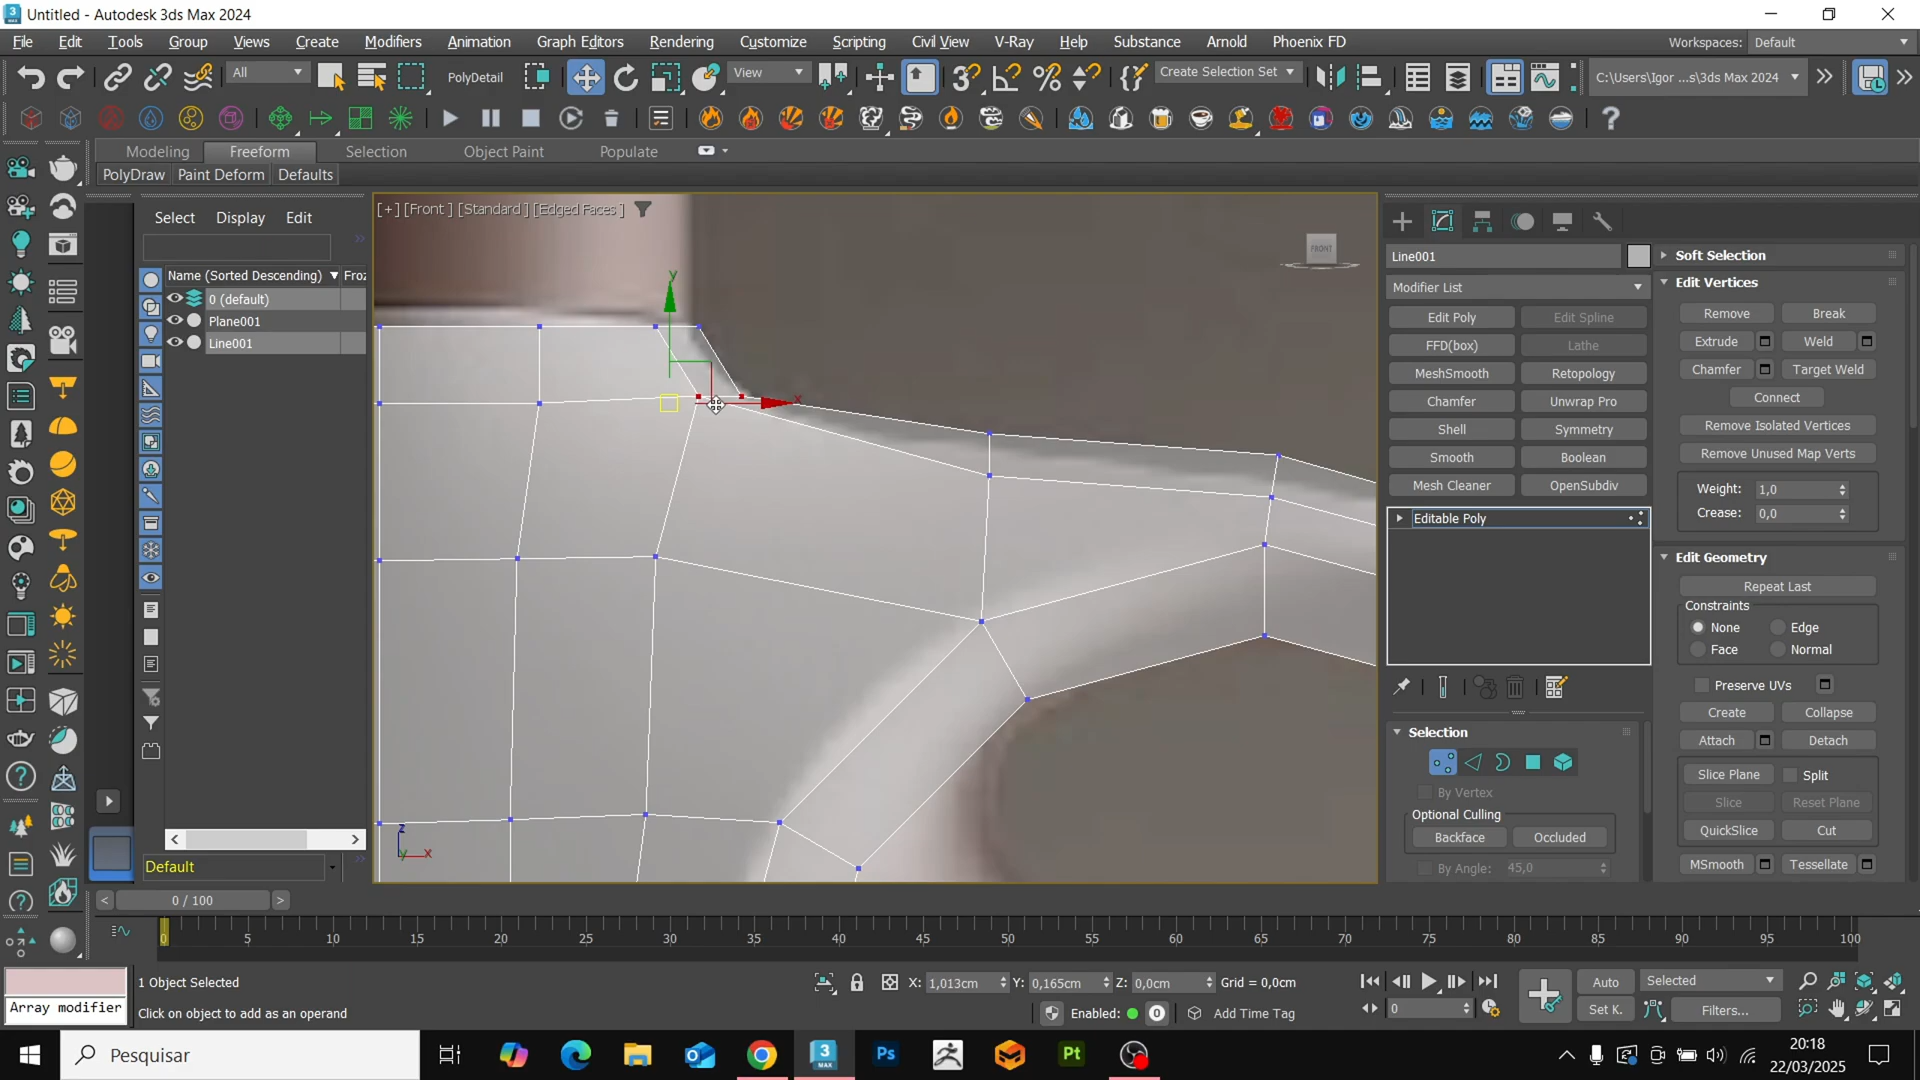 Untitled - Autodesk 3ds Max 2024
File Edit Tools Group Views Create Modifiers Animation Graph Editors Rendering Customize Scripting Civil View V-Ray Help Substance Arnold Phoenix FD Workspaces: Default
All PolyDetail View Create Selection Set C:\Users\Igor ...s\3ds Max 2024
Modeling Freeform Selection Object Paint Populate
PolyDraw Paint Deform Defaults
Select Display Edit
Name (Sorted Descending) Froz
0 (default)
Plane001
Line001
Default
[+] [Front ] [Standard ] [Edged Faces ]
FRONT
y
x
z
y x
Line001
Modifier List
Edit Poly Edit Spline
FFD(box) Lathe
MeshSmooth Retopology
Chamfer Unwrap Pro
Shell Symmetry
Smooth Boolean
Mesh Cleaner OpenSubdiv
Editable Poly
Selection
By Vertex
Optional Culling
Backface Occluded
By Angle: 45,0
Soft Selection
Edit Vertices
Remove Break
Extrude Weld
Chamfer Target Weld
Connect
Remove Isolated Vertices
Remove Unused Map Verts
Weight: 1,0
Crease: 0,0
Edit Geometry
Repeat Last
Constraints
None Edge
Face Normal
Preserve UVs
Create Collapse
Attach Detach
Slice Plane Split
Slice Reset Plane
QuickSlice Cut
MSmooth Tessellate
< 0 / 100 >
0 5 10 15 20 25 30 35 40 45 50 55 60 65 70 75 80 85 90 95 100
Array modifier
1 Object Selected
Click on object to add as an operand
X: 1,013cm Y: 0,165cm Z: 0,0cm Grid = 0,0cm
Enabled: 0 Add Time Tag
0
Auto Selected
Set K. Filters...
Pesquisar
20:18
22/03/2025